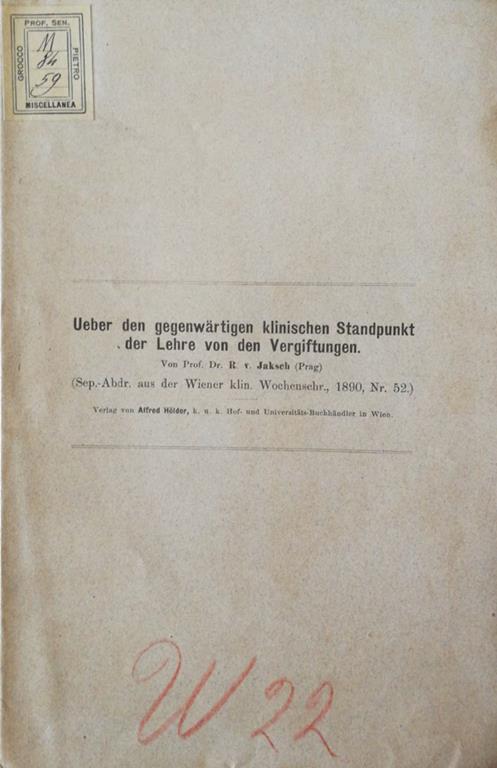 PROF. SEN.
GROCCO
PIETRO
M
84
59
MISCELLANEA
Ueber den gegenwärtigen klinischen Standpunkt
der Lehre von den Vergiftungen.
Von Prof. Dr. R. v. Jaksch (Prag)
(Sep.-Abdr. aus der Wiener klin. Wochenschr., 1890, Nr. 52.)
Verlag von Alfred Hölder, k. u. k. Hof- und Universitäts-Buchhändler in Wien.
W 22